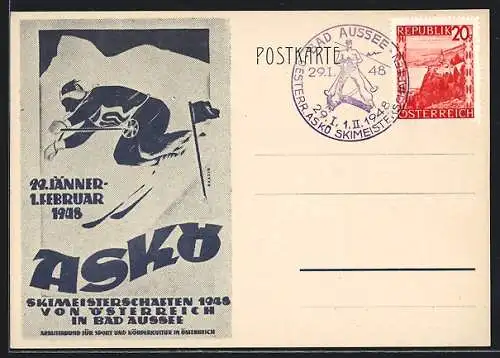 29. JÄNNER-
1. FEBRUAR
1948
ASKÖ
SKIMEISTERSCHAFTEN 1948
VON ÖSTERREICH
IN BAD AUSSEE
ARBEITERBUND FÜR SPORT UND KÖRPERKULTUR IN ÖSTERREICH
POSTKARTE
BAD AUSSEE
29.I. 48
ÖSTERR. ASKÖ SKIMEISTERSCHAFTEN
29.I. 1.II. 1948
REPUBLIK
20
ÖSTERREICH